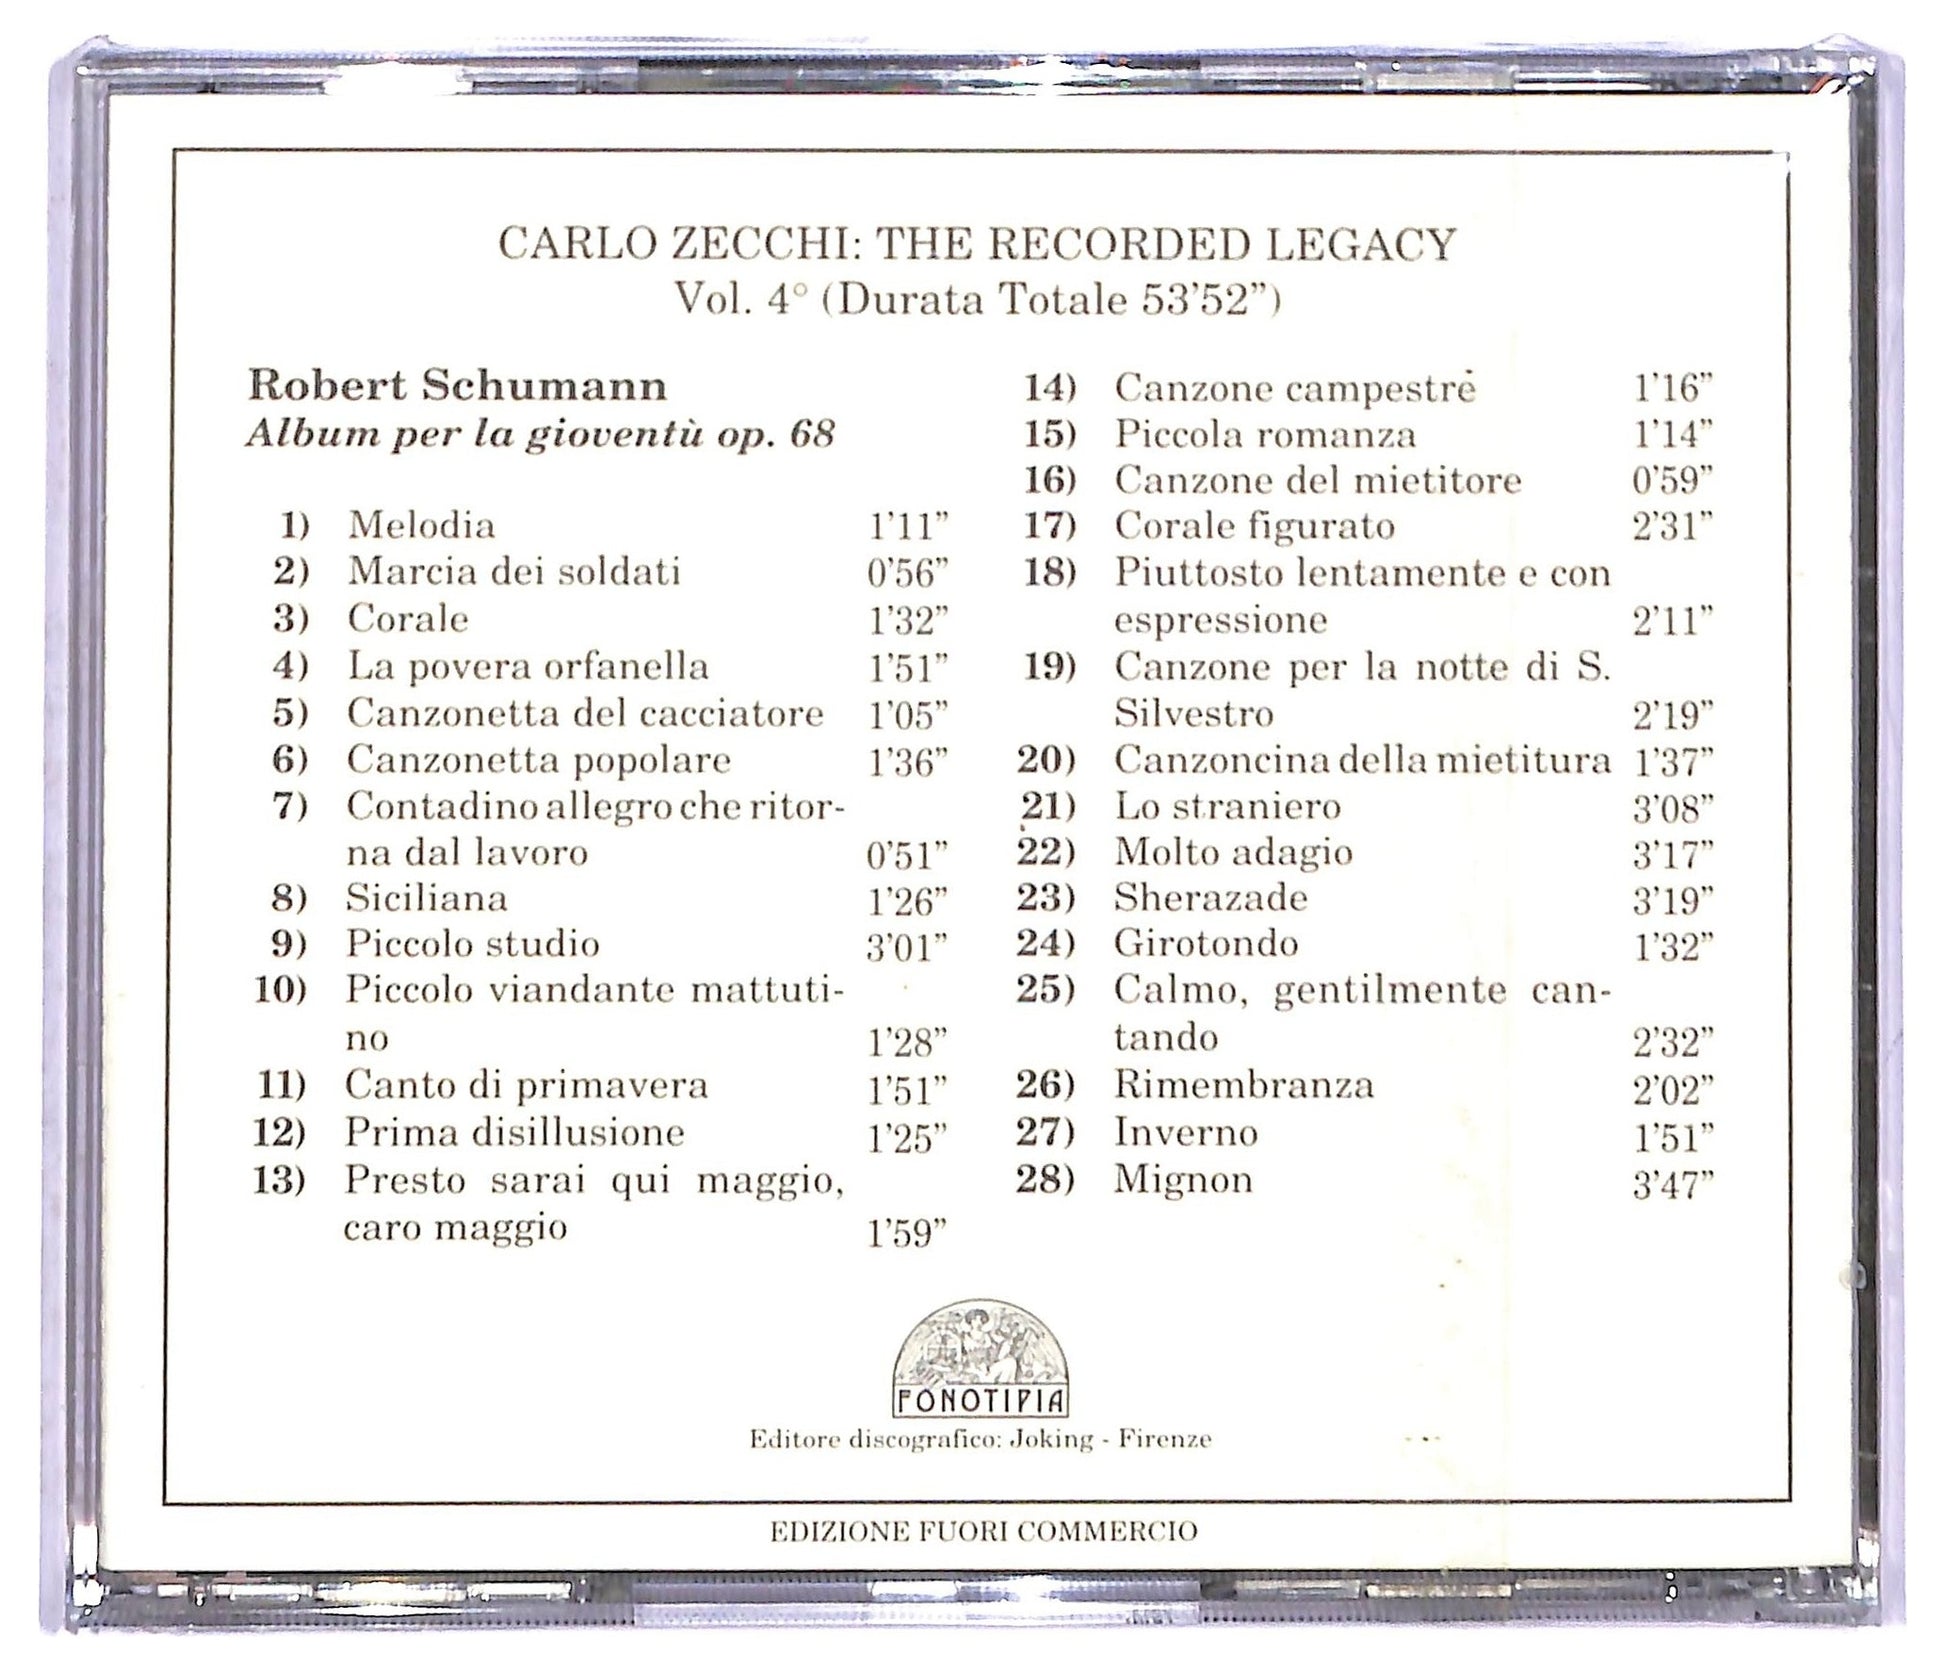 CARLO ZECCHI: THE RECORDED LEGACY
Vol. 4° (Durata Totale 53'52”)
Robert Schumann
Album per la gioventù op. 68
1) Melodia 1'11”
2) Marcia dei soldati 0'56”
3) Corale 1'32”
4) La povera orfanella 1'51”
5) Canzonetta del cacciatore 1'05”
6) Canzonetta popolare 1'36”
7) Contadino allegro che ritor-
na dal lavoro 0'51”
8) Siciliana 1'26”
9) Piccolo studio 3'01”
10) Piccolo viandante mattuti-
no 1'28”
11) Canto di primavera 1'51”
12) Prima disillusione 1'25”
13) Presto sarai qui maggio,
caro maggio 1'59”
14) Canzone campestre 1'16”
15) Piccola romanza 1'14”
16) Canzone del mietitore 0'59”
17) Corale figurato 2'31”
18) Piuttosto lentamente e con
espressione 2'11”
19) Canzone per la notte di S.
Silvestro 2'19”
20) Canzoncina della mietitura 1'37”
21) Lo straniero 3'08”
22) Molto adagio 3'17”
23) Sherazade 3'19”
24) Girotondo 1'32”
25) Calmo, gentilmente can-
tando 2'32”
26) Rimembranza 2'02”
27) Inverno 1'51”
28) Mignon 3'47”
FONOTIPIA
Editore discografico: Joking - Firenze
EDIZIONE FUORI COMMERCIO